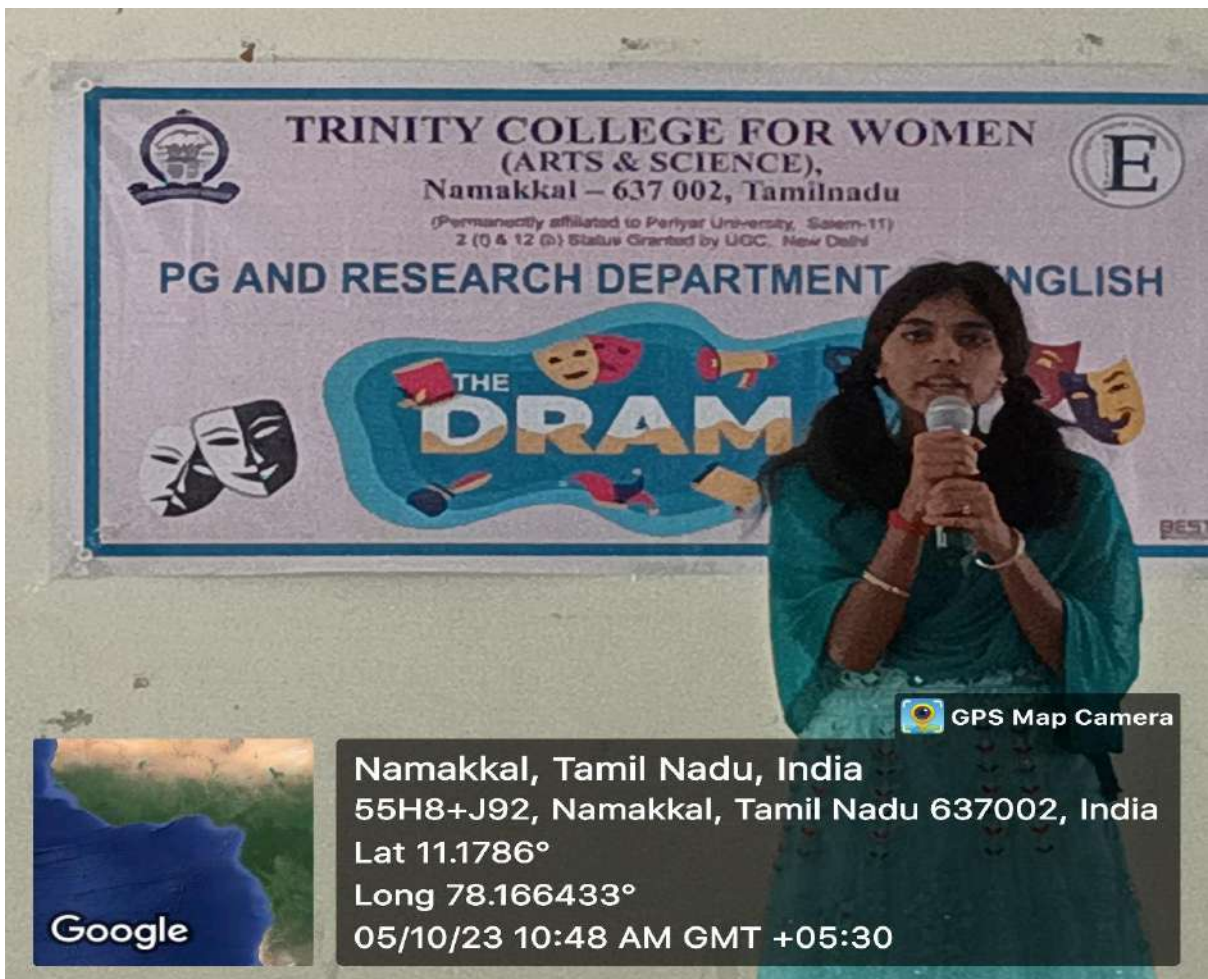 TRINITY COLLEGE FOR WOMEN
(ARTS & SCIENCE),
Namakkal – 637 002, Tamilnadu
(Permanently affiliated to Periyar University, Salem-11)
2 (f) & 12 (b) Status Granted by UGC, New Delhi
E
PG AND RESEARCH DEPARTMENT NGLISH
THE
DRAM
BEST
GPS Map Camera
Namakkal, Tamil Nadu, India
55H8+J92, Namakkal, Tamil Nadu 637002, India
Lat 11.1786°
Long 78.166433°
05/10/23 10:48 AM GMT +05:30
Google